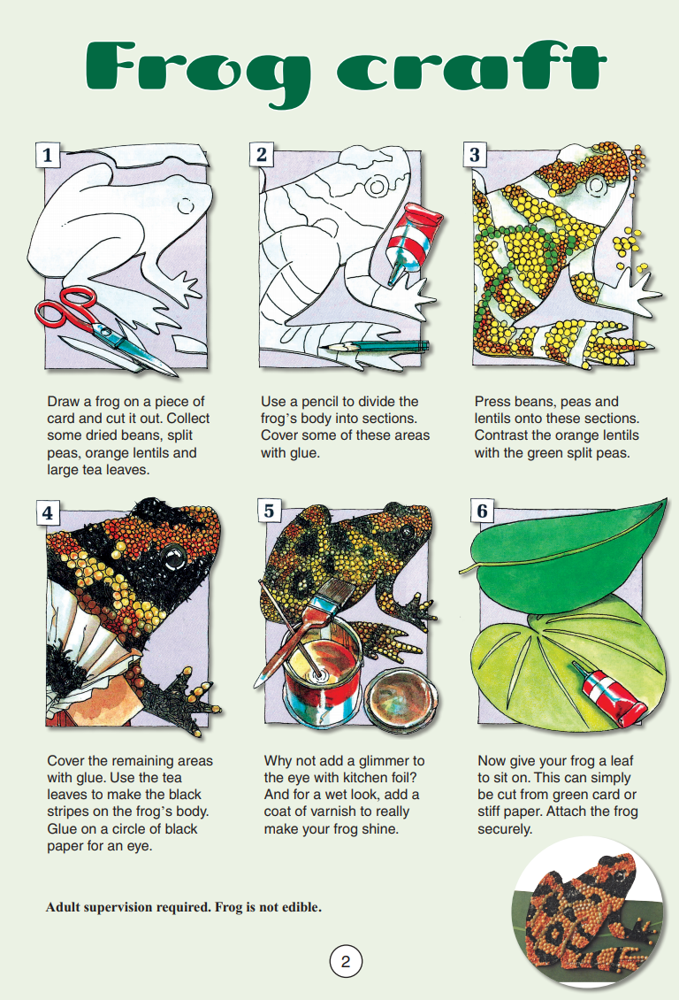 Frog craft
1
2
3
Draw a frog on a piece of
card and cut it out. Collect
some dried beans, split
peas, orange lentils and
large tea leaves.
Use a pencil to divide the
frog's body into sections.
Cover some of these areas
with glue.
Press beans, peas and
lentils onto these sections.
Contrast the orange lentils
with the green split peas.
4
5
6
Cover the remaining areas
with glue. Use the tea
leaves to make the black
stripes on the frog's body.
Glue on a circle of black
paper for an eye.
Why not add a glimmer to
the eye with kitchen foil?
And for a wet look, add a
coat of varnish to really
make your frog shine.
Now give your frog a leaf
to sit on. This can simply
be cut from green card or
stiff paper. Attach the frog
securely.
Adult supervision required. Frog is not edible.
2